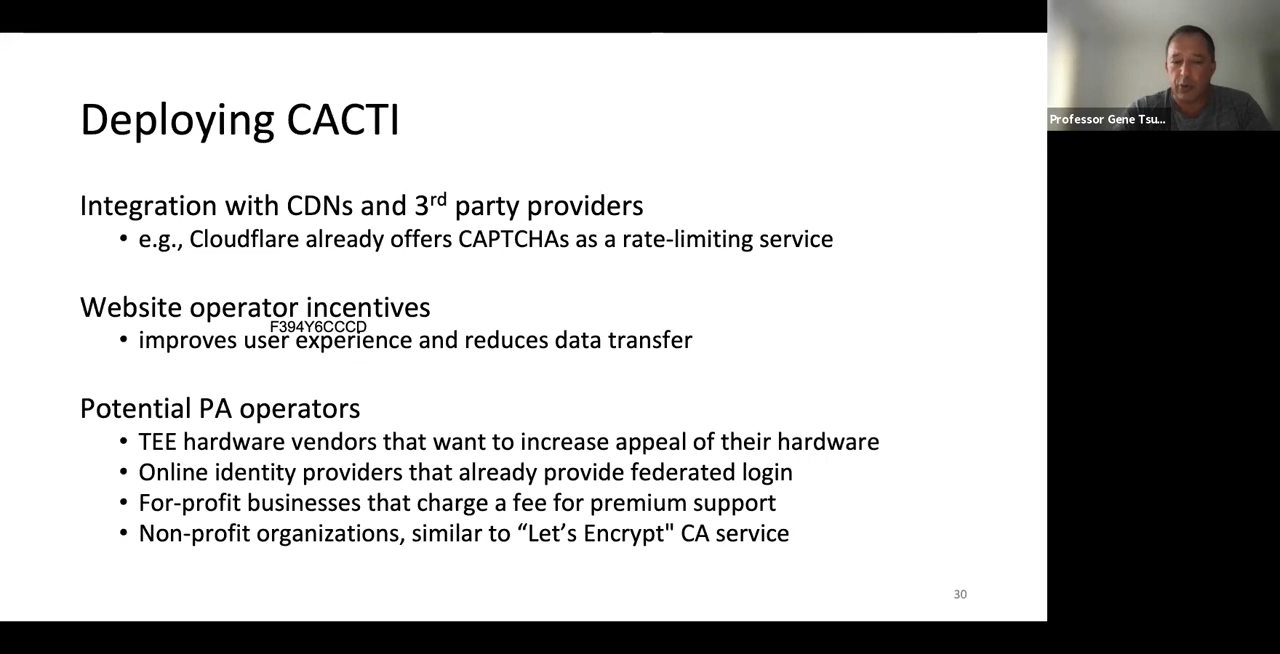 Deploying CACTI
Integration with CDNs and 3rd party providers
• e.g., Cloudflare already offers CAPTCHAs as a rate-limiting service
Website operator incentives
F394Y6CCCD
• improves user experience and reduces data transfer
Potential PA operators
• TEE hardware vendors that want to increase appeal of their hardware
• Online identity providers that already provide federated login
• For-profit businesses that charge a fee for premium support
• Non-profit organizations, similar to “Let’s Encrypt" CA service
30
Professor Gene Tsu...